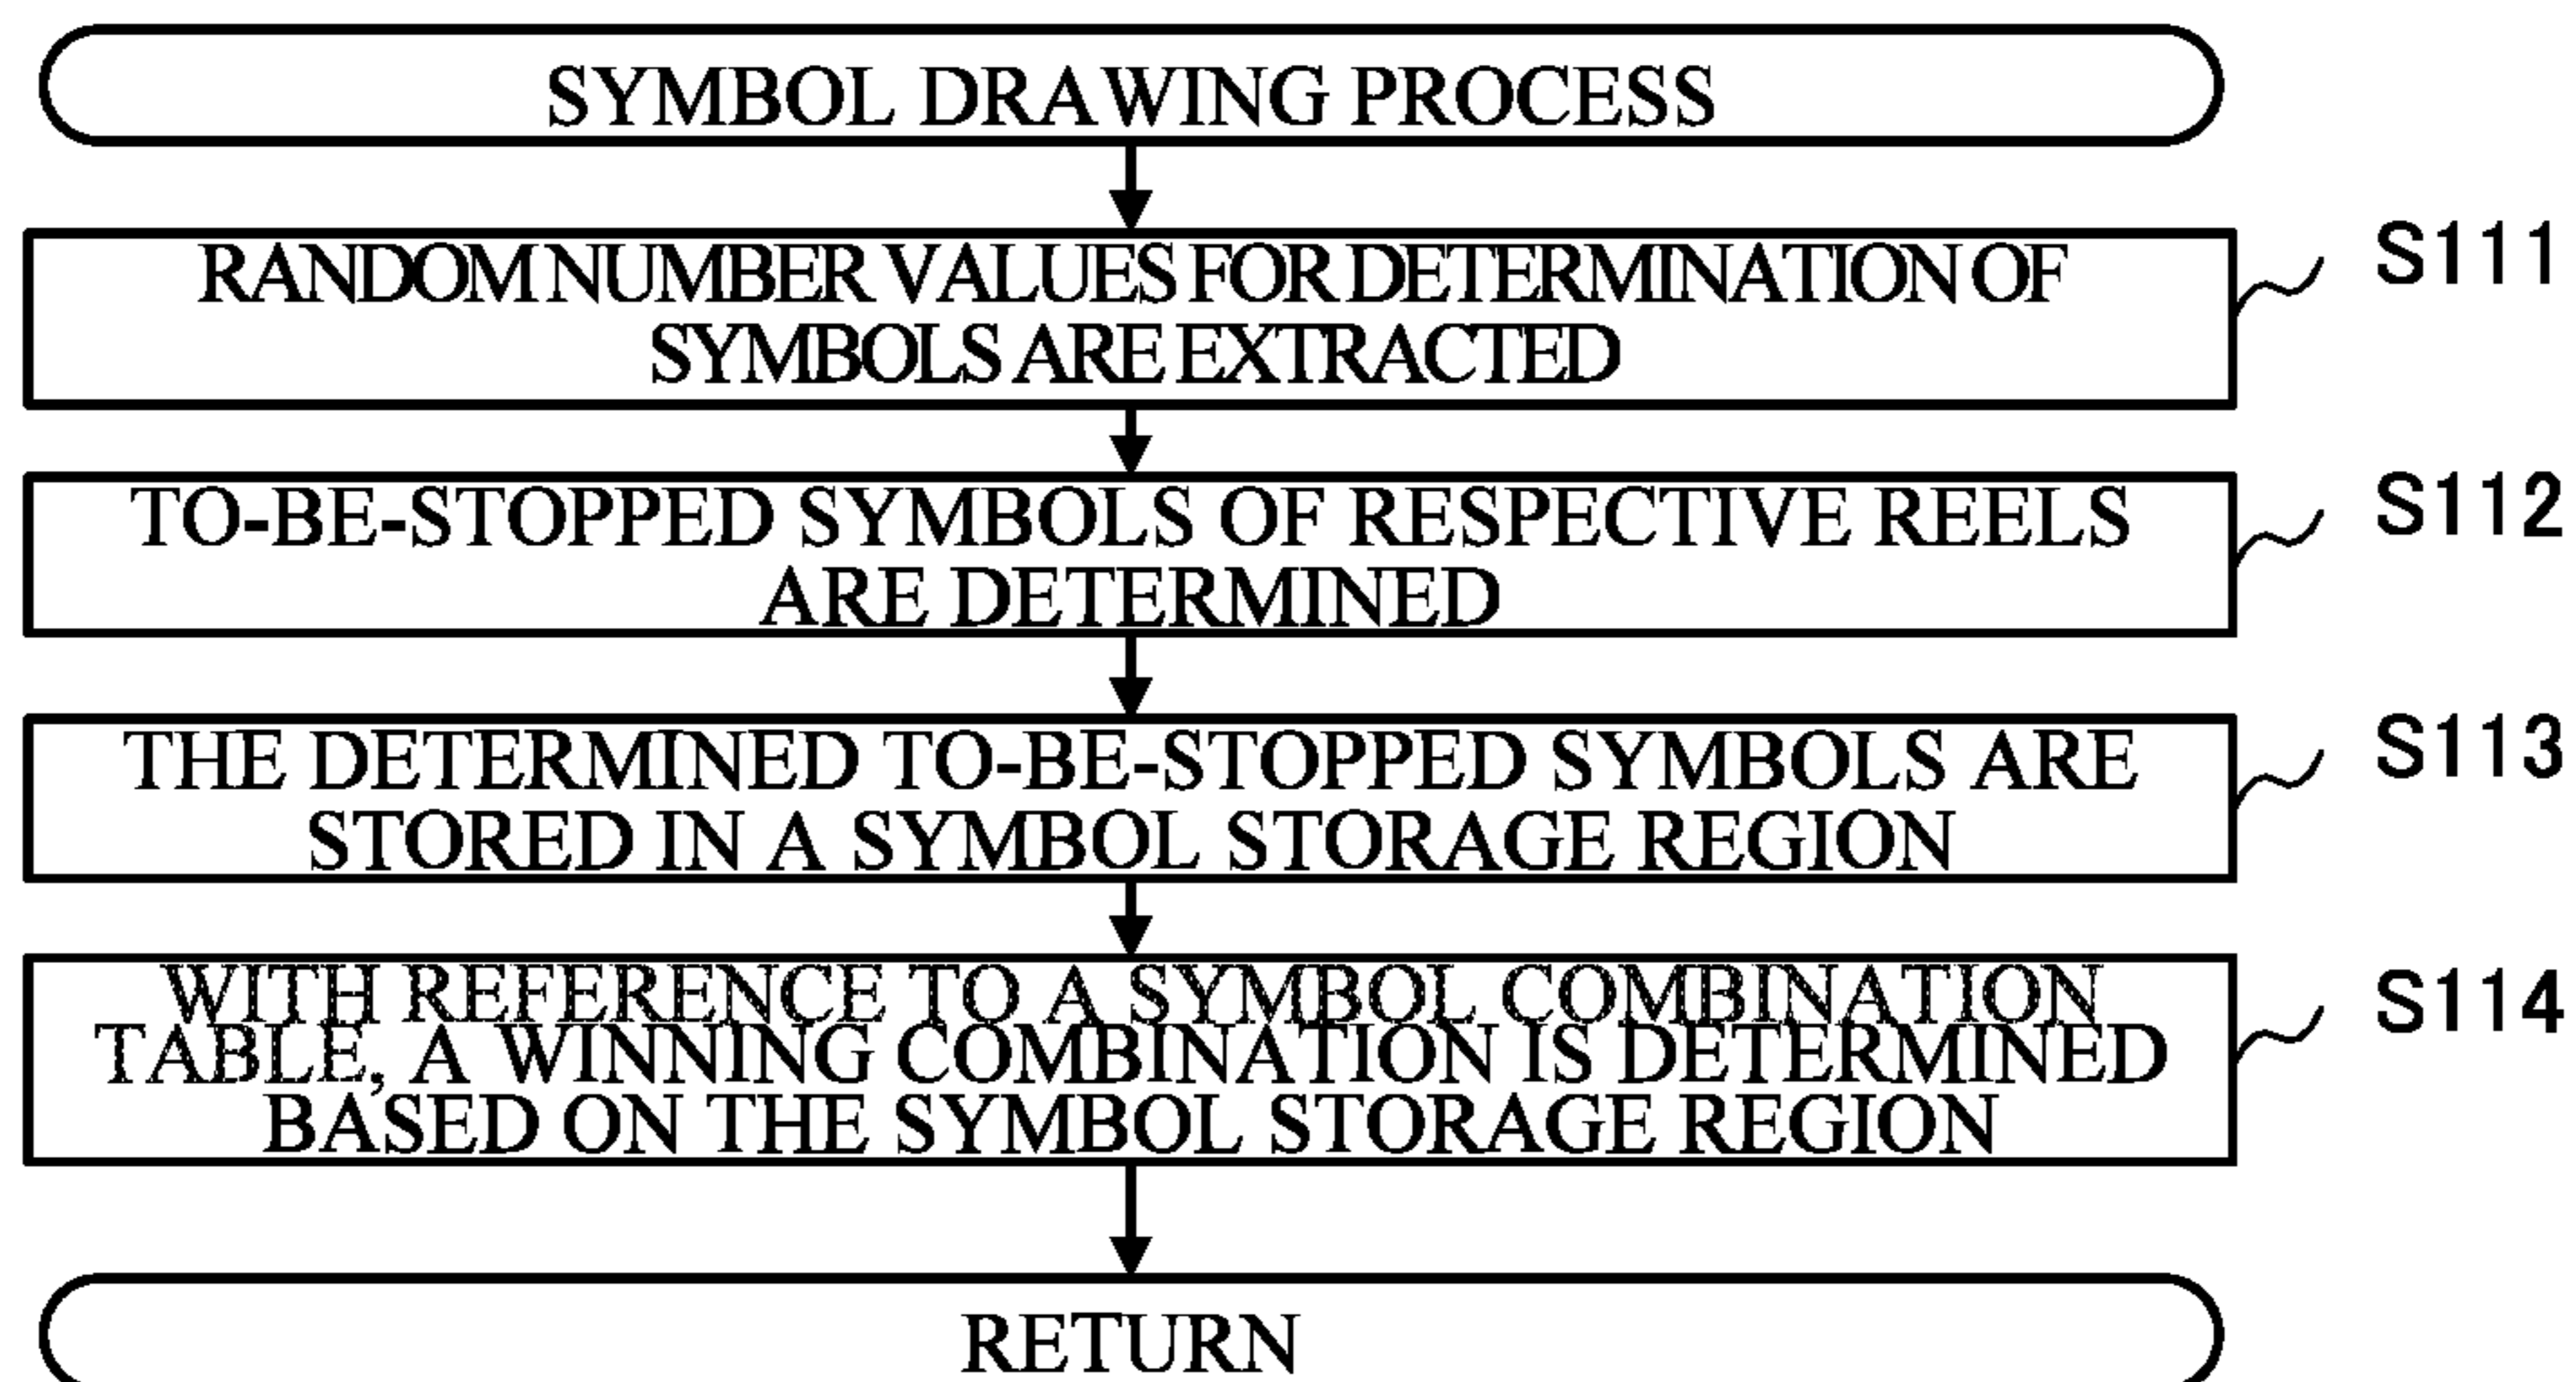 SYMBOL DRAWING PROCESS
RANDOM NUMBER VALUES FOR DETERMINATION OF
SYMBOLS ARE EXTRACTED
S111
TO-BE-STOPPED SYMBOLS OF RESPECTIVE REELS
ARE DETERMINED
S112
THE DETERMINED TO-BE-STOPPED SYMBOLS ARE
STORED IN A SYMBOL STORAGE REGION
S113
WITH REFERENCE TO A SYMBOL COMBINATION
TABLE, A WINNING COMBINATION IS DETERMINED
BASED ON THE SYMBOL STORAGE REGION
S114
RETURN